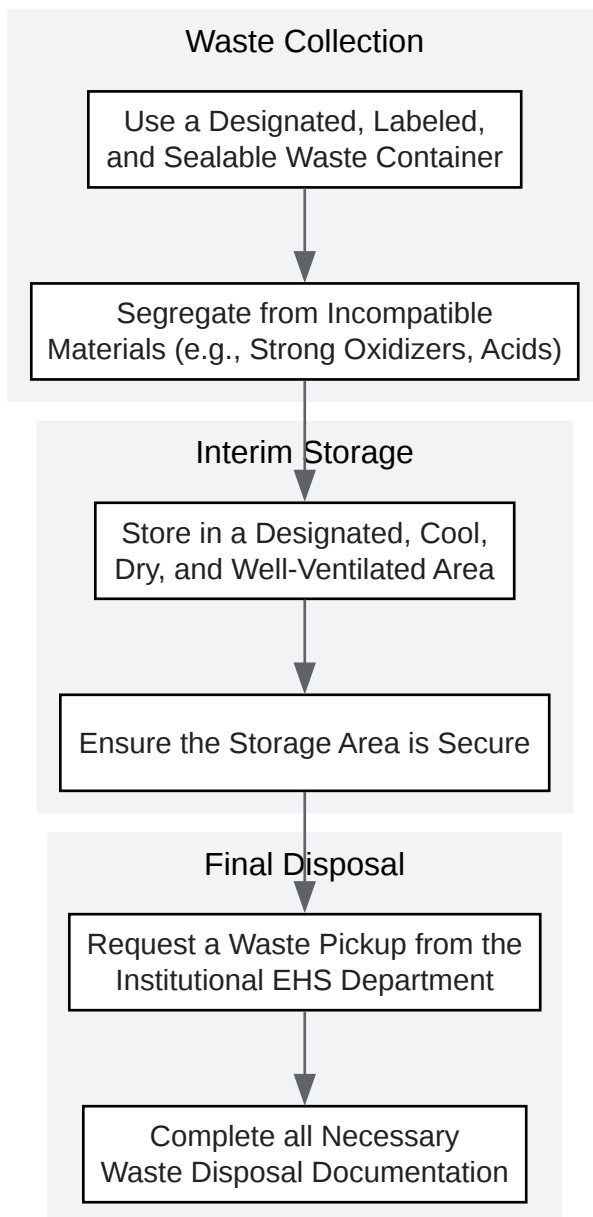 Waste Collection
Use a Designated, Labeled,
and Sealable Waste Container
Segregate from Incompatible
Materials (e.g., Strong Oxidizers, Acids)
Interim Storage
Store in a Designated, Cool,
Dry, and Well-Ventilated Area
Ensure the Storage Area is Secure
Final Disposal
Request a Waste Pickup from the
Institutional EHS Department
Complete all Necessary
Waste Disposal Documentation